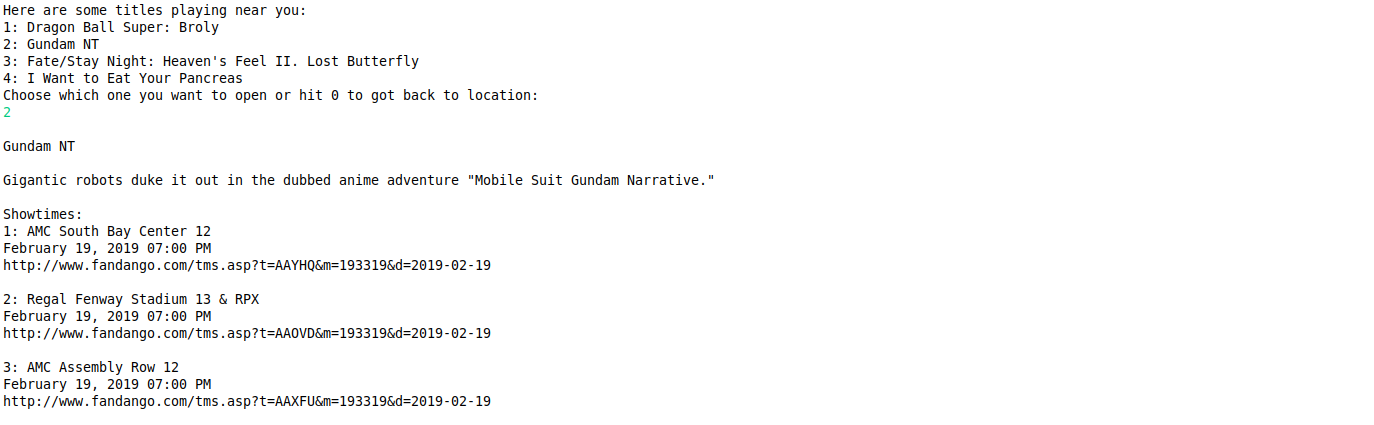 Here are some titles playing near you:
1: Dragon Ball Super: Broly
2: Gundam NT
3: Fate/Stay Night: Heaven's Feel II. Lost Butterfly
4: I Want to Eat Your Pancreas
Choose which one you want to open or hit 0 to got back to location:
2
Gundam NT
Gigantic robots duke it out in the dubbed anime adventure "Mobile Suit Gundam Narrative."
Showtimes:
1: AMC South Bay Center 12
February 19, 2019 07:00 PM
http://www.fandango.com/tms.asp?t=AAYHQ&m=193319&d=2019-02-19
2: Regal Fenway Stadium 13 & RPX
February 19, 2019 07:00 PM
http://www.fandango.com/tms.asp?t=AAOVD&m=193319&d=2019-02-19
3: AMC Assembly Row 12
February 19, 2019 07:00 PM
http://www.fandango.com/tms.asp?t=AAXFU&m=193319&d=2019-02-19